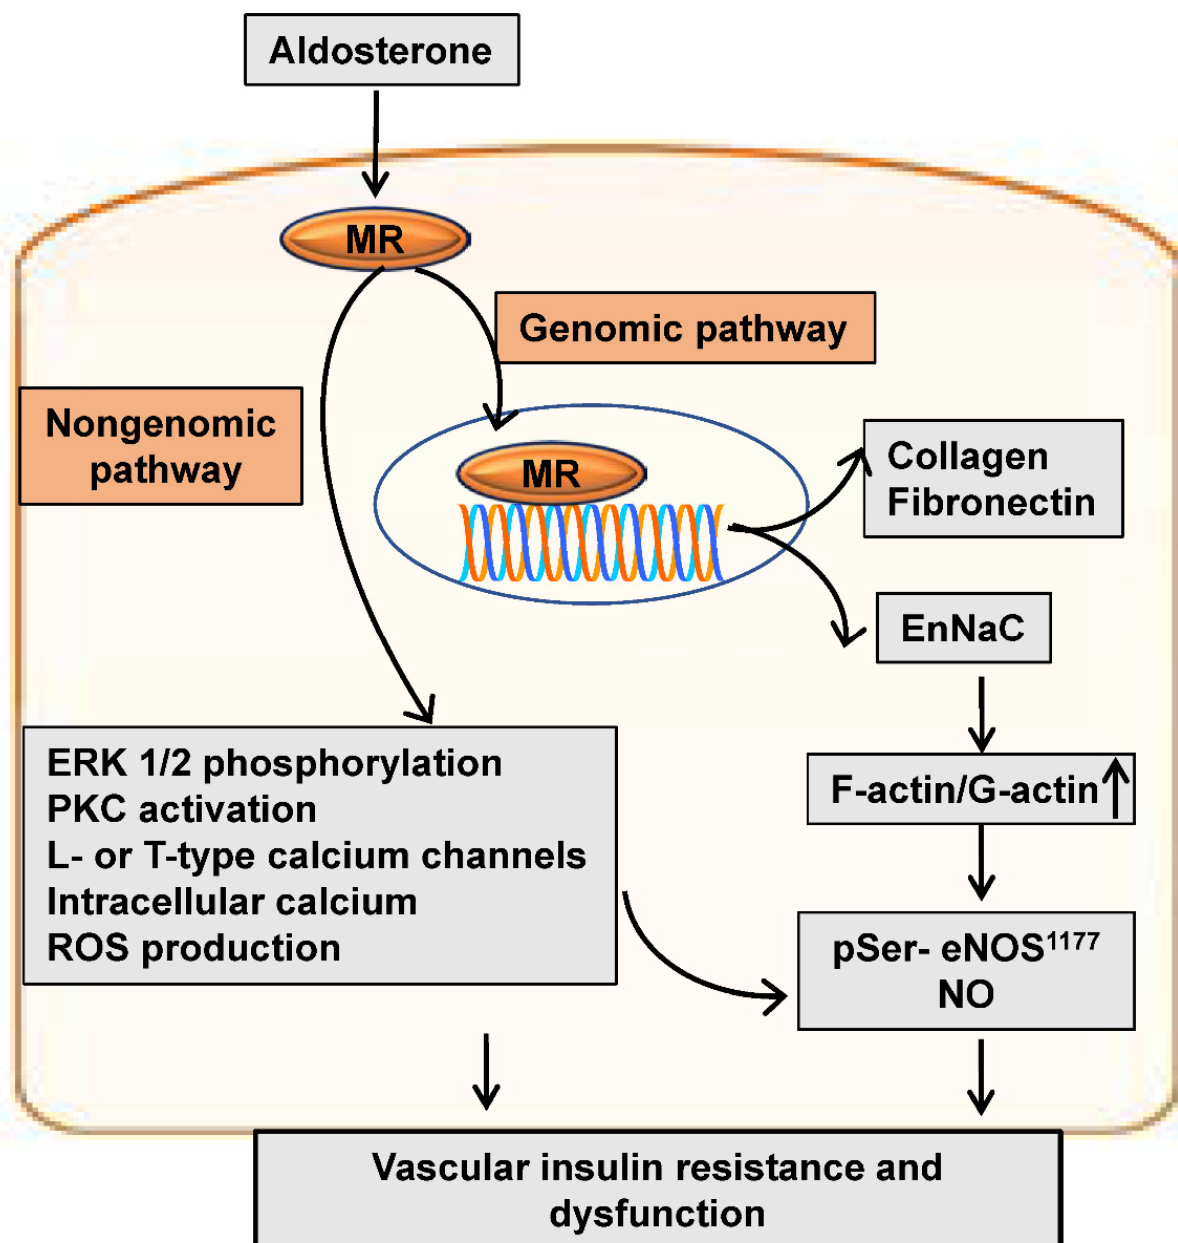 Aldosterone
MR
Genomic pathway
Nongenomic
pathway
MR
Collagen
Fibronectin
EnNaC
F-actin/G-actin
ERK 1/2 phosphorylation
PKC activation
L- or T-type calcium channels
Intracellular calcium
ROS production
pSer- eNOS¹¹⁷⁷
NO
Vascular insulin resistance and
dysfunction